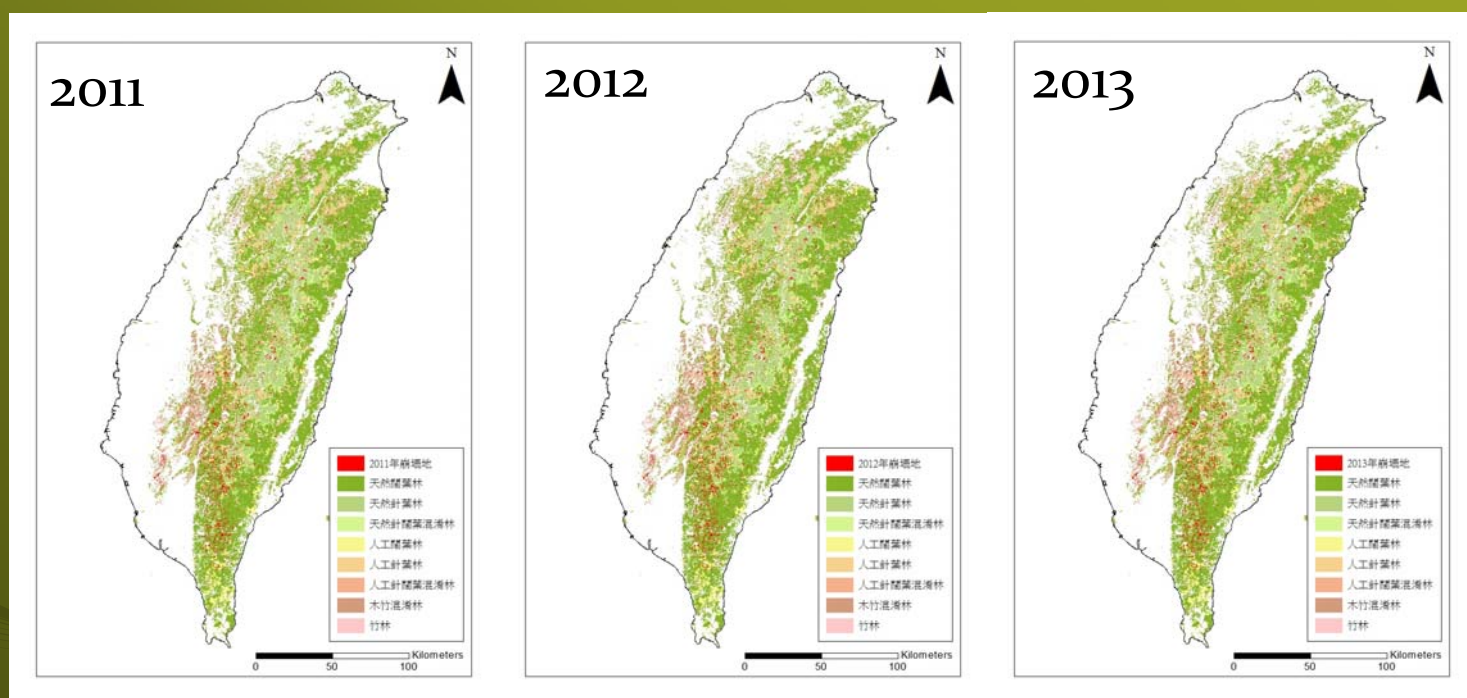 2011
N
2011年崩塌地
天然闊葉林
天然針葉林
天然針闊葉混淆林
人工闊葉林
人工針葉林
人工針闊葉混淆林
木竹混淆林
竹林
Kilometers
0 50 100
2012
N
2012年崩塌地
天然闊葉林
天然針葉林
天然針闊葉混淆林
人工闊葉林
人工針葉林
人工針闊葉混淆林
木竹混淆林
竹林
Kilometers
0 50 100
2013
N
2013年崩塌地
天然闊葉林
天然針葉林
天然針闊葉混淆林
人工闊葉林
人工針葉林
人工針闊葉混淆林
木竹混淆林
竹林
Kilometers
0 50 100